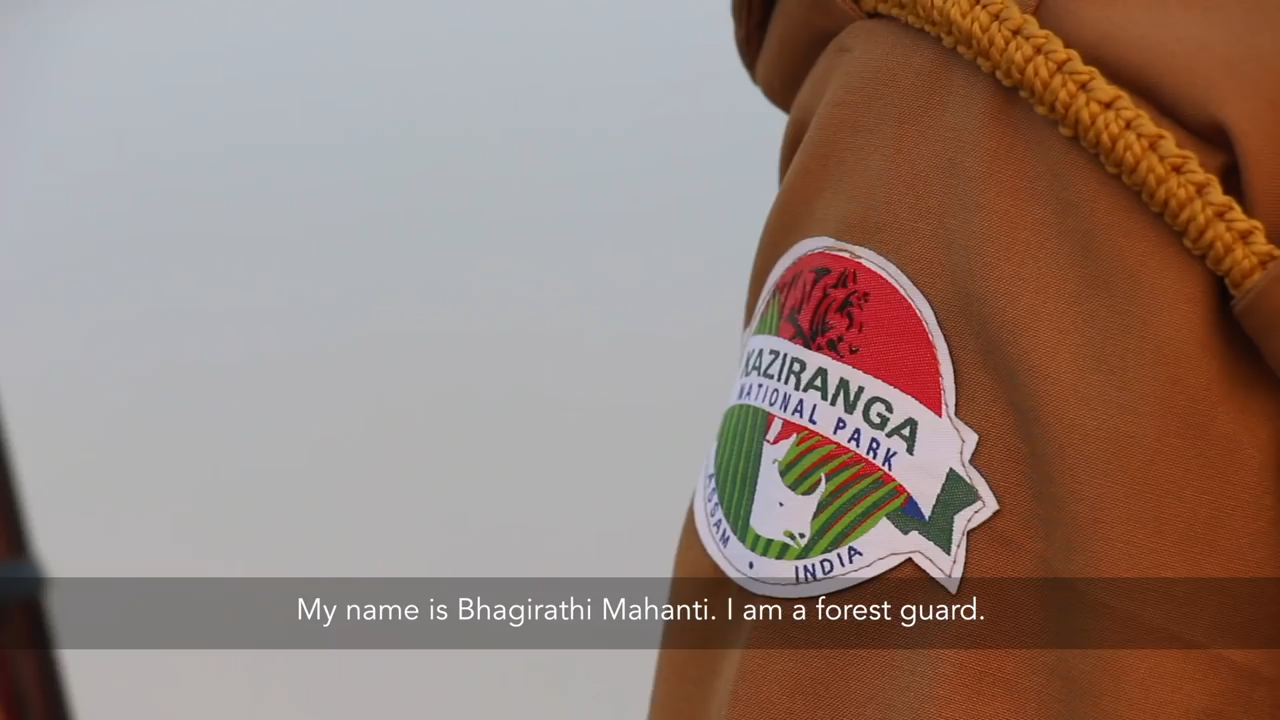 KAZIRANGA
NATIONAL PARK
ASSAM • INDIA
My name is Bhagirathi Mahanti. I am a forest guard.